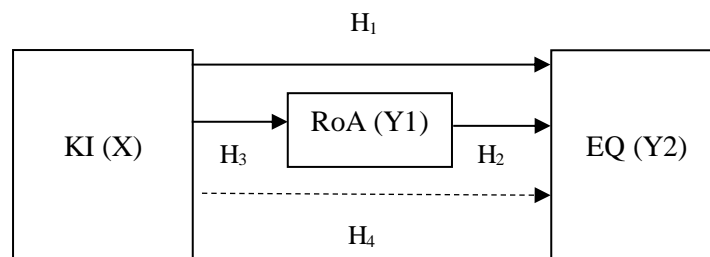 H₁
RoA (Y1)
KI (X)
EQ (Y2)
H₃
H₂
H₄